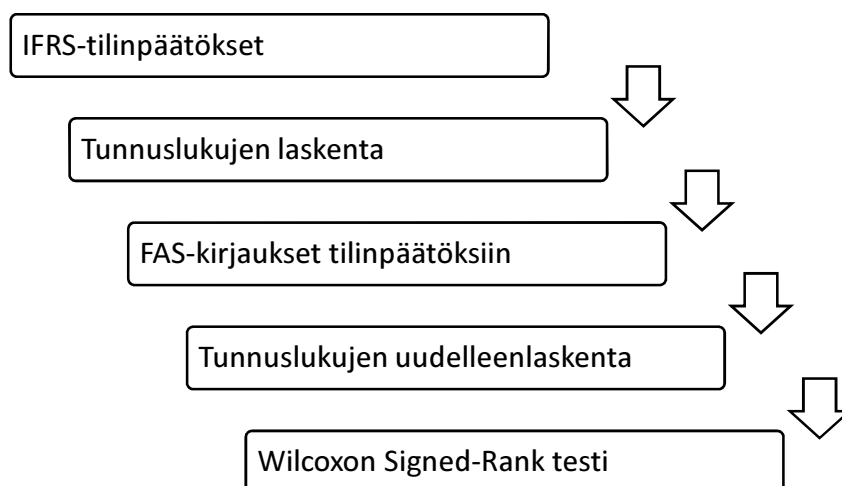 IFRS-tilinpäätökset
Tunnuslukujen laskenta
FAS-kirjaukset tilinpäätöksiin
Tunnuslukujen uudelleenlaskenta
Wilcoxon Signed-Rank testi